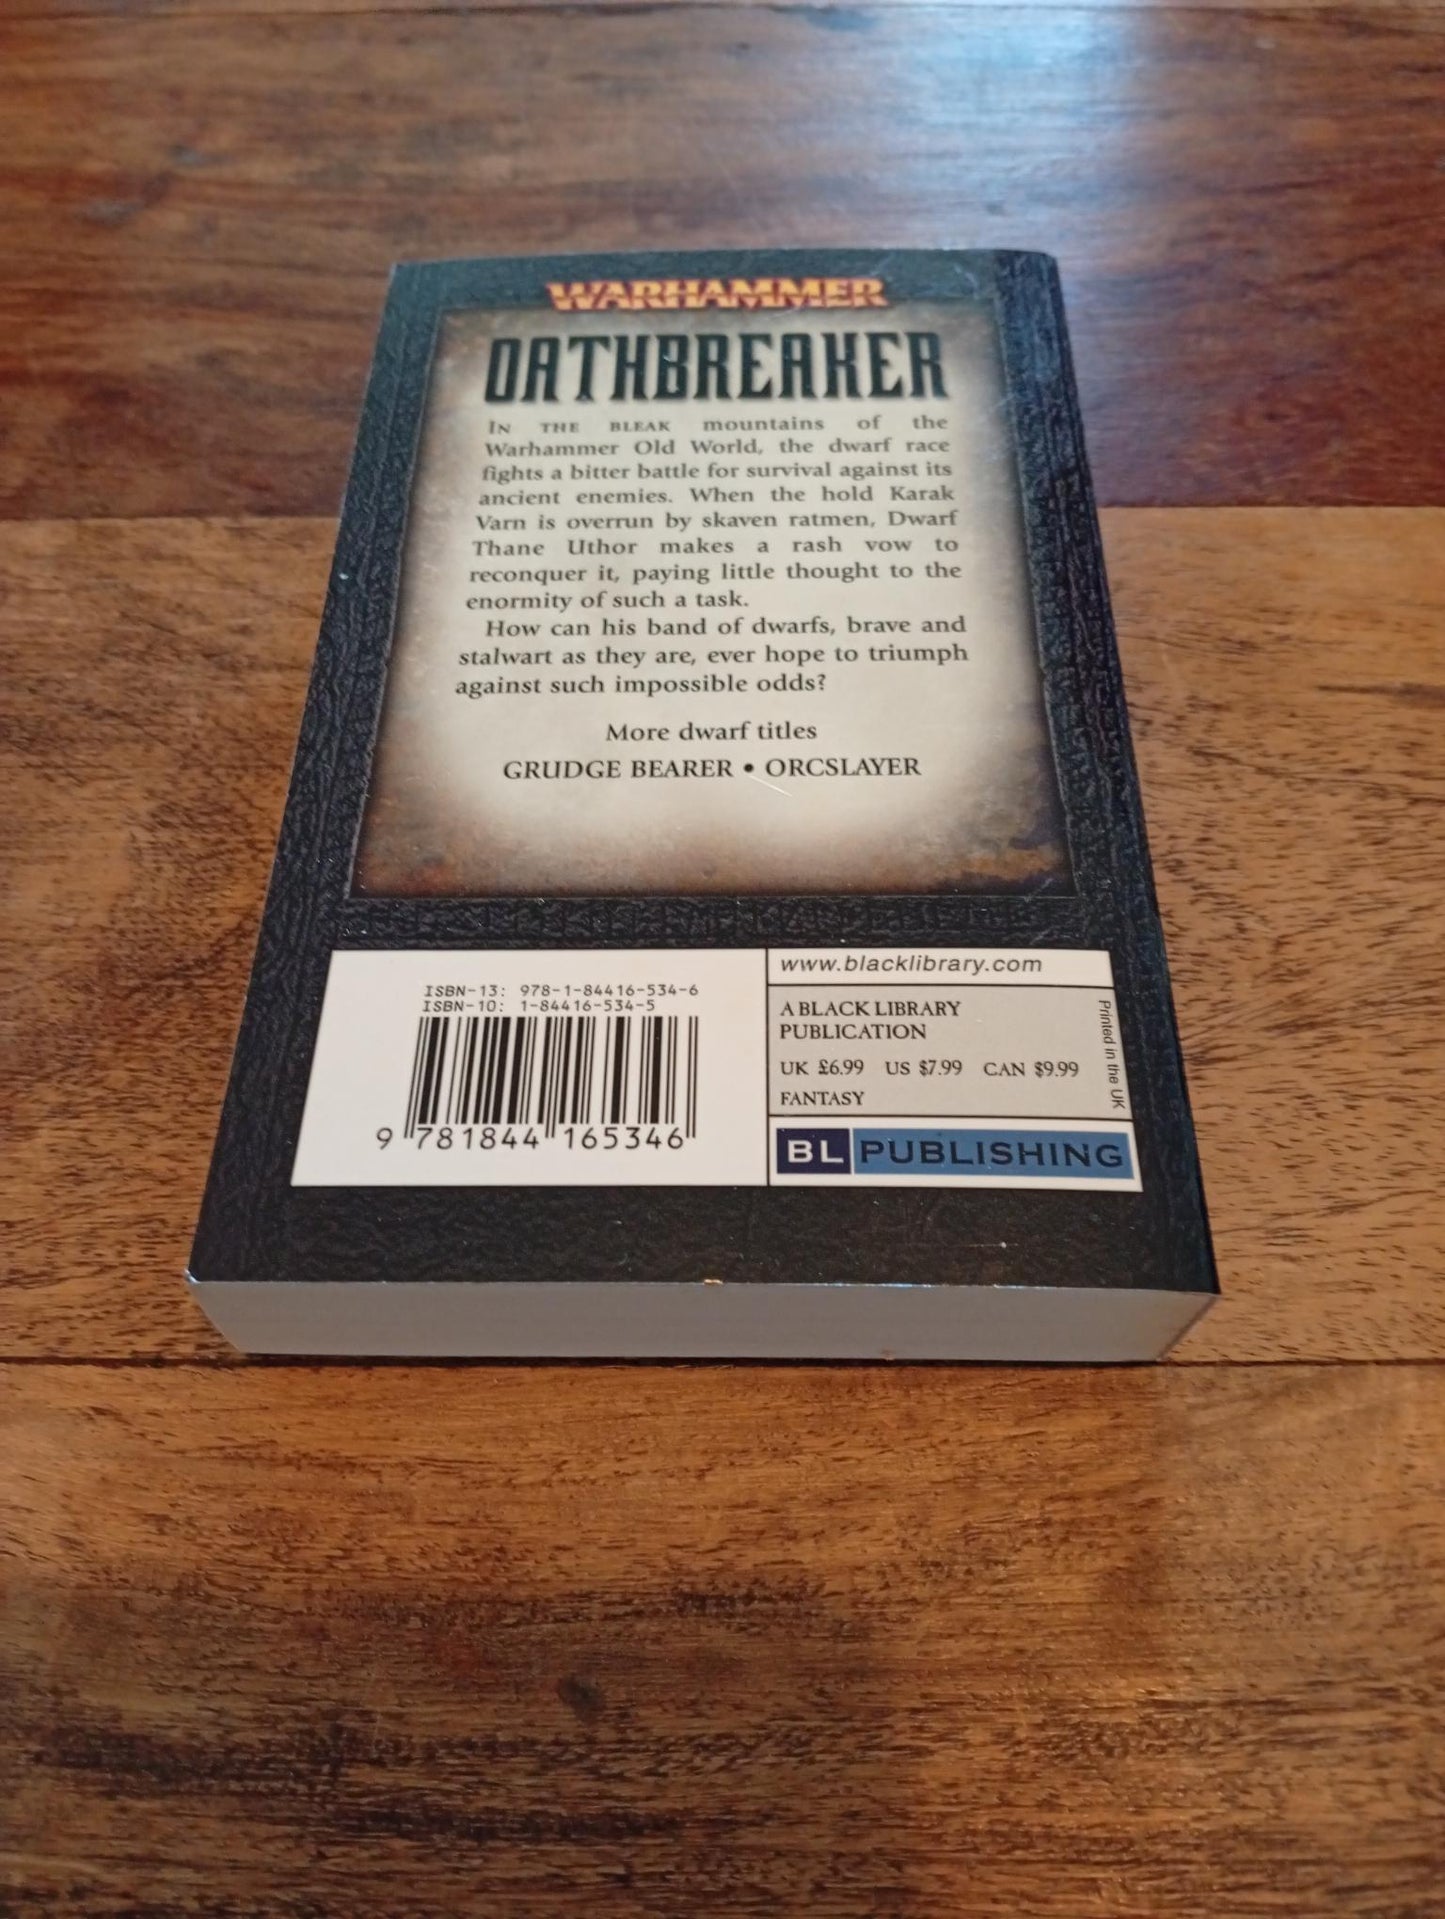 WARHAMMER
OATHBREAKER
IN THE BLEAK mountains of the
Warhammer Old World, the dwarf race
fights a bitter battle for survival against its
ancient enemies. When the hold Karak
Varn is overrun by skaven ratmen, Dwarf
Thane Uthor makes a rash vow to
reconquer it, paying little thought to the
enormity of such a task.
How can his band of dwarfs, brave and
stalwart as they are, ever hope to triumph
against such impossible odds?
More dwarf titles
GRUDGE BEARER • ORCSLAYER
ISBN-13: 978-1-84416-534-6
ISBN-10: 1-84416-534-5
9 781844 165346
www.blacklibrary.com
A BLACK LIBRARY
PUBLICATION
UK £6.99 US $7.99 CAN $9.99
FANTASY
Printed in the UK
BL PUBLISHING